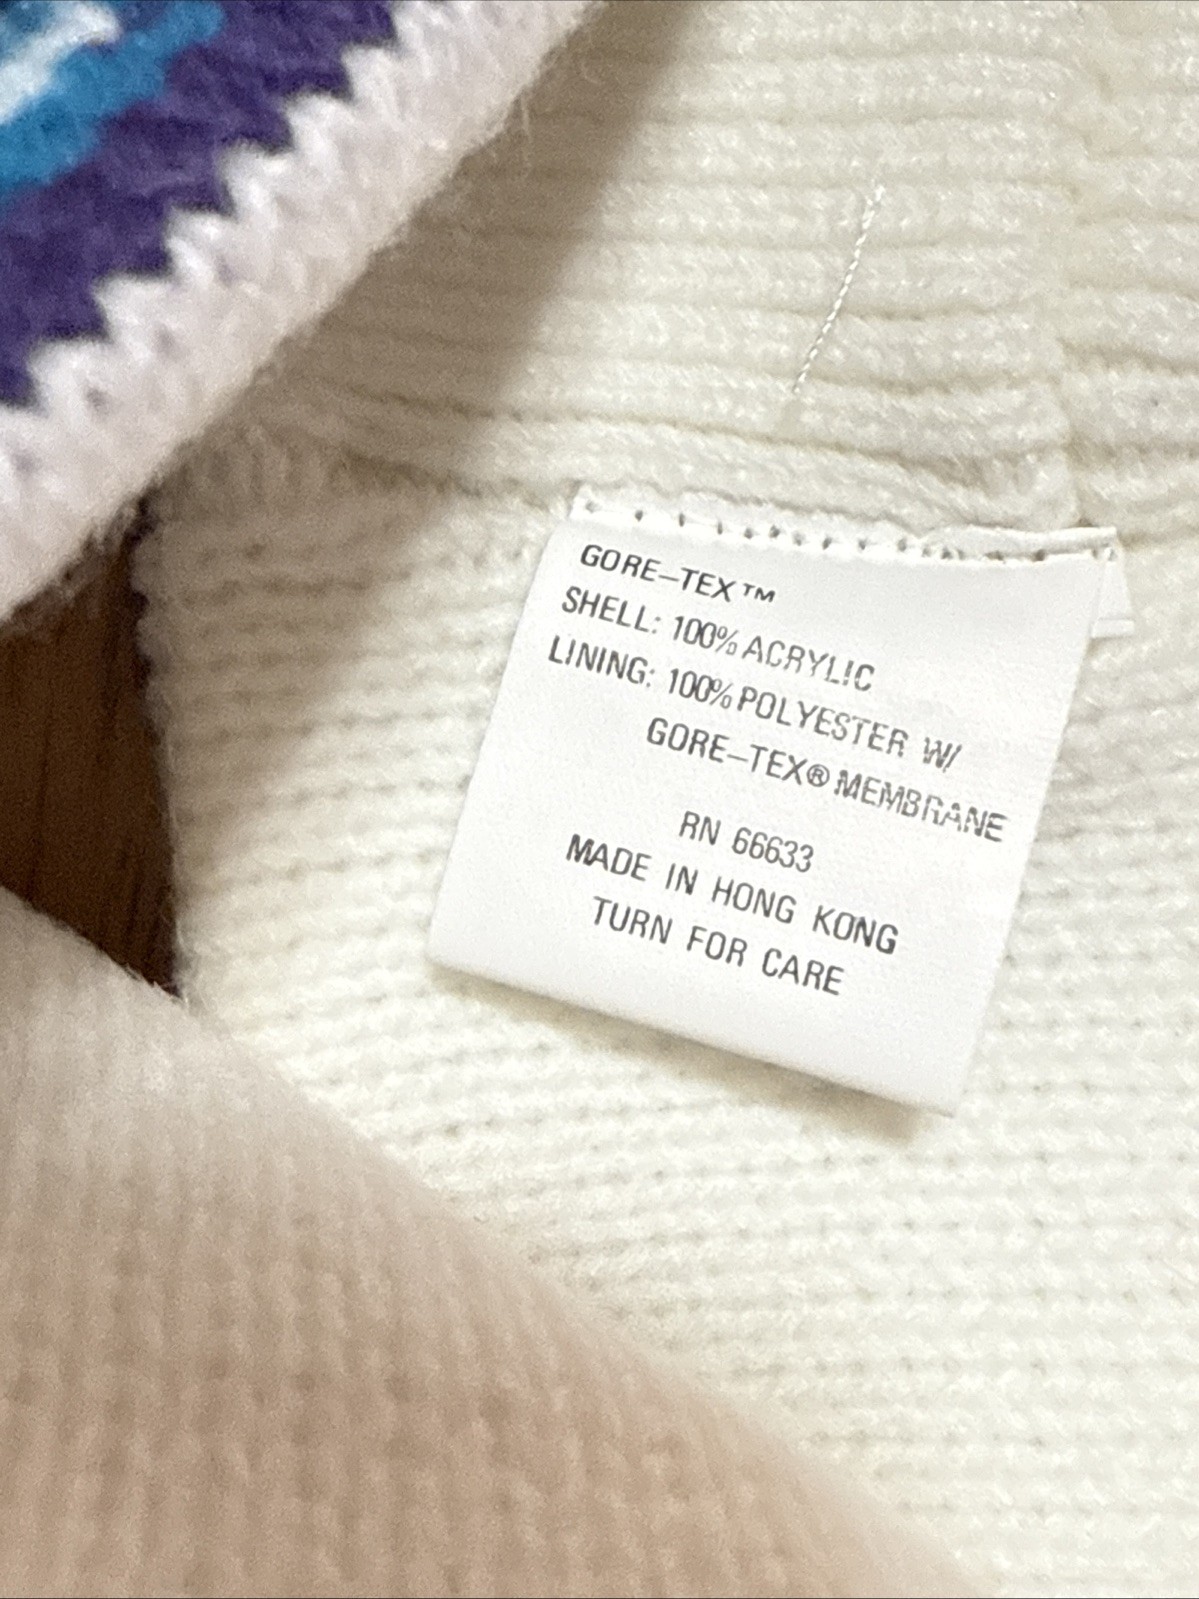 GORE-TEX™
SHELL: 100% ACRYLIC
LINING: 100% POLYESTER W/
GORE-TEX® MEMBRANE
RN 66633
MADE IN HONG KONG
TURN FOR CARE